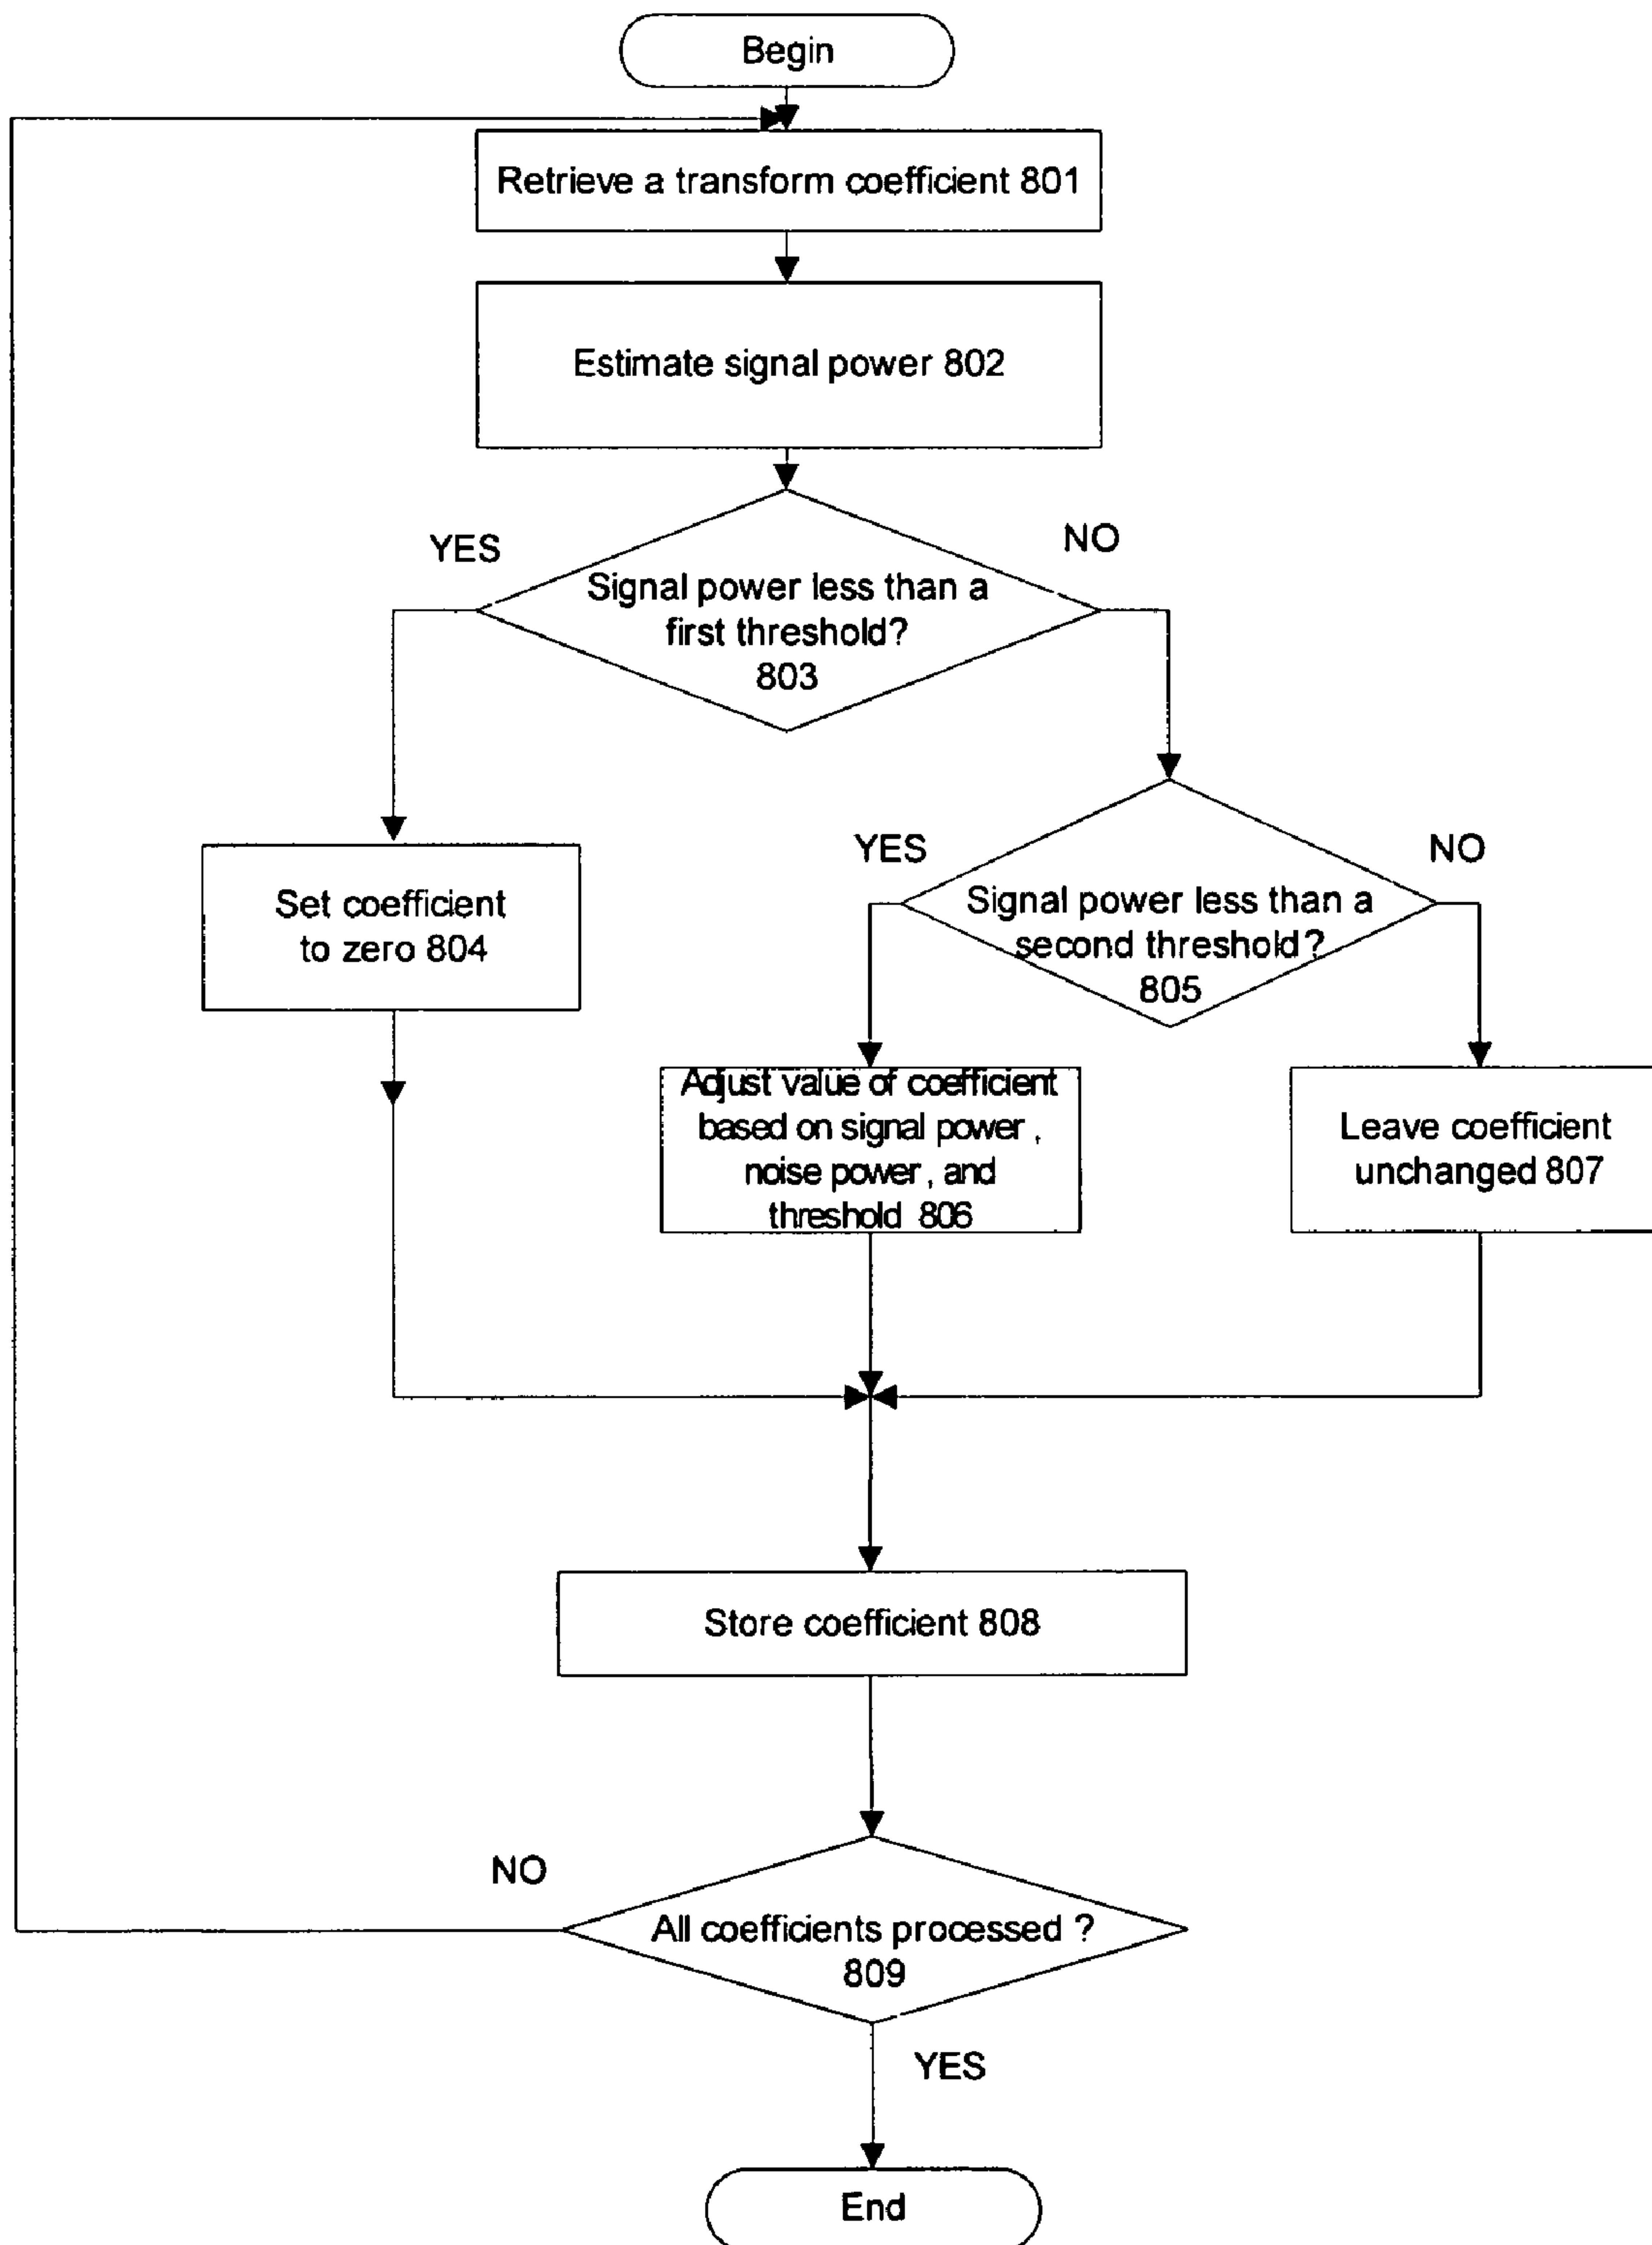 Begin
Retrieve a transform coefficient 801
Estimate signal power 802
YES
NO
Signal power less than a
first threshold?
803
YES
NO
Set coefficient
to zero 804
Signal power less than a
second threshold?
805
Adjust value of coefficient
based on signal power ,
noise power , and
threshold 806
Leave coefficient
unchanged 807
Store coefficient 808
NO
All coefficients processed ?
809
YES
End